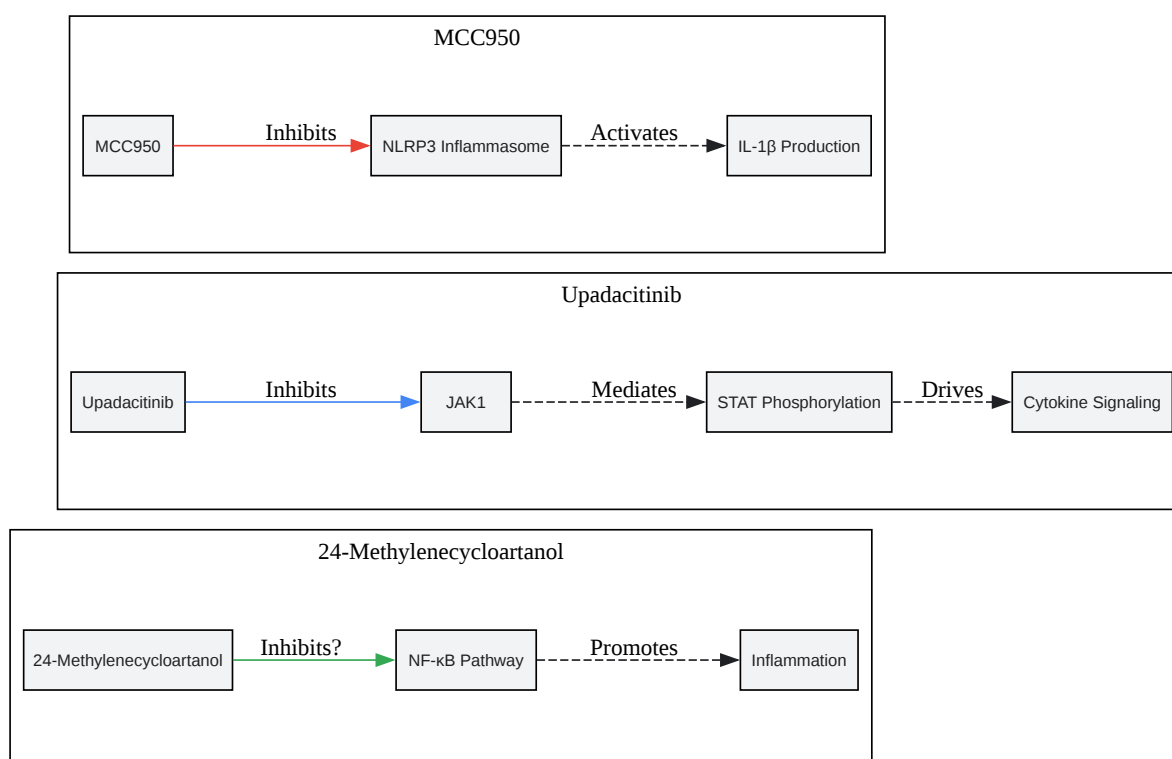 MCC950
Inhibits
Activates
MCC950
NLRP3 Inflammasome
IL-1β Production
Upadacitinib
Inhibits
Mediates
Drives
Upadacitinib
JAK1
STAT Phosphorylation
Cytokine Signaling
24-Methylenecycloartanol
Inhibits?
Promotes
24-Methylenecycloartanol
NF-κB Pathway
Inflammation